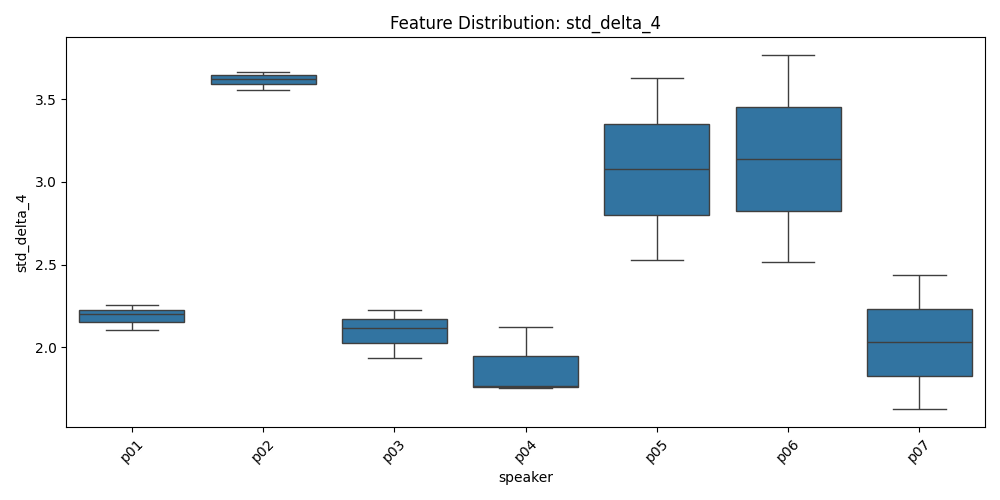 Feature Distribution: std_delta_4
std_delta_4
3.5
3.0
2.5
2.0
p01 p02 p03 p04 p05 p06 p07
speaker